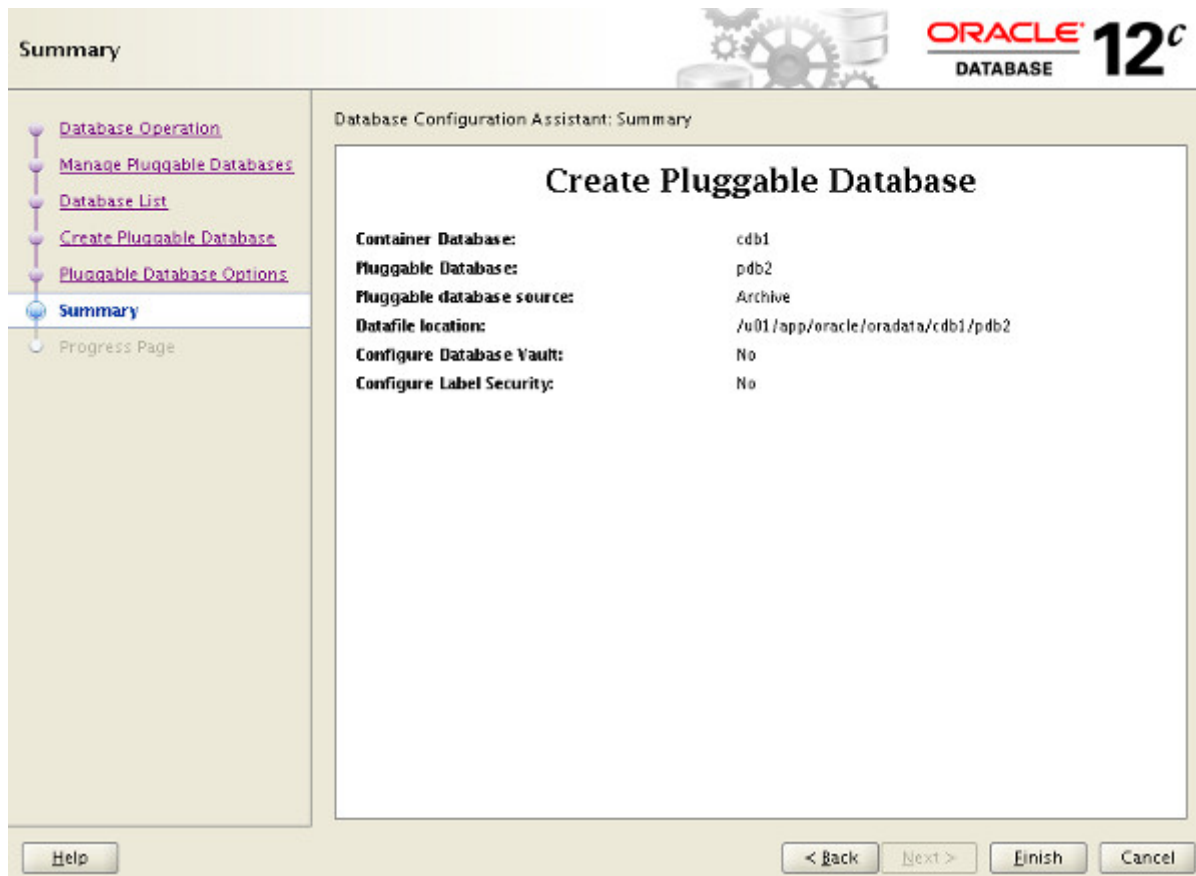 Summary
ORACLE DATABASE 12c
Database Operation
Manage Pluggable Databases
Database List
Create Pluggable Database
Pluggable Database Options
Summary
Progress Page
Database Configuration Assistant: Summary
Create Pluggable Database
Container Database: cdb1
Pluggable Database: pdb2
Pluggable database source: Archive
Datafile location: /u01/app/oracle/oradata/cdb1/pdb2
Configure Database Vault: No
Configure Label Security: No
Help < Back Next > Finish Cancel